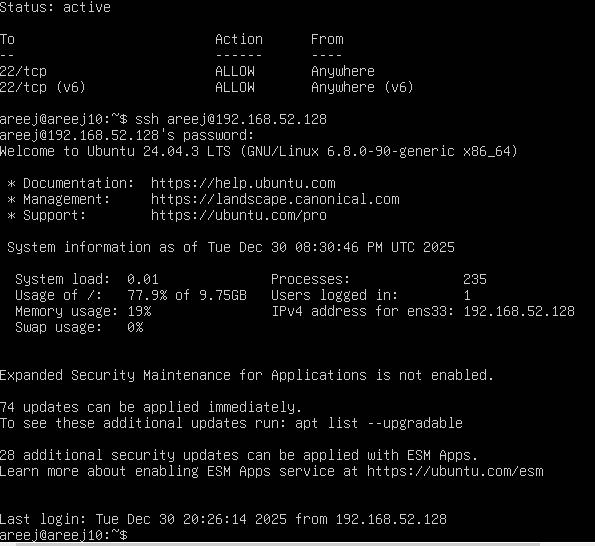 Status: active
To                         Action      From
--                         ------      ----
22/tcp                     ALLOW       Anywhere
22/tcp (v6)                ALLOW       Anywhere (v6)
areej@areej10:~$ ssh areej@192.168.52.128
areej@192.168.52.128's password:
Welcome to Ubuntu 24.04.3 LTS (GNU/Linux 6.8.0-90-generic x86_64)
 * Documentation:  https://help.ubuntu.com
 * Management:     https://landscape.canonical.com
 * Support:        https://ubuntu.com/pro
 System information as of Tue Dec 30 08:30:46 PM UTC 2025
  System load:  0.01              Processes:              235
  Usage of /:   77.9% of 9.75GB   Users logged in:        1
  Memory usage: 19%               IPv4 address for ens33: 192.168.52.128
  Swap usage:   0%
Expanded Security Maintenance for Applications is not enabled.
74 updates can be applied immediately.
To see these additional updates run: apt list --upgradable
28 additional security updates can be applied with ESM Apps.
Learn more about enabling ESM Apps service at https://ubuntu.com/esm
Last login: Tue Dec 30 20:26:14 2025 from 192.168.52.128
areej@areej10:~$